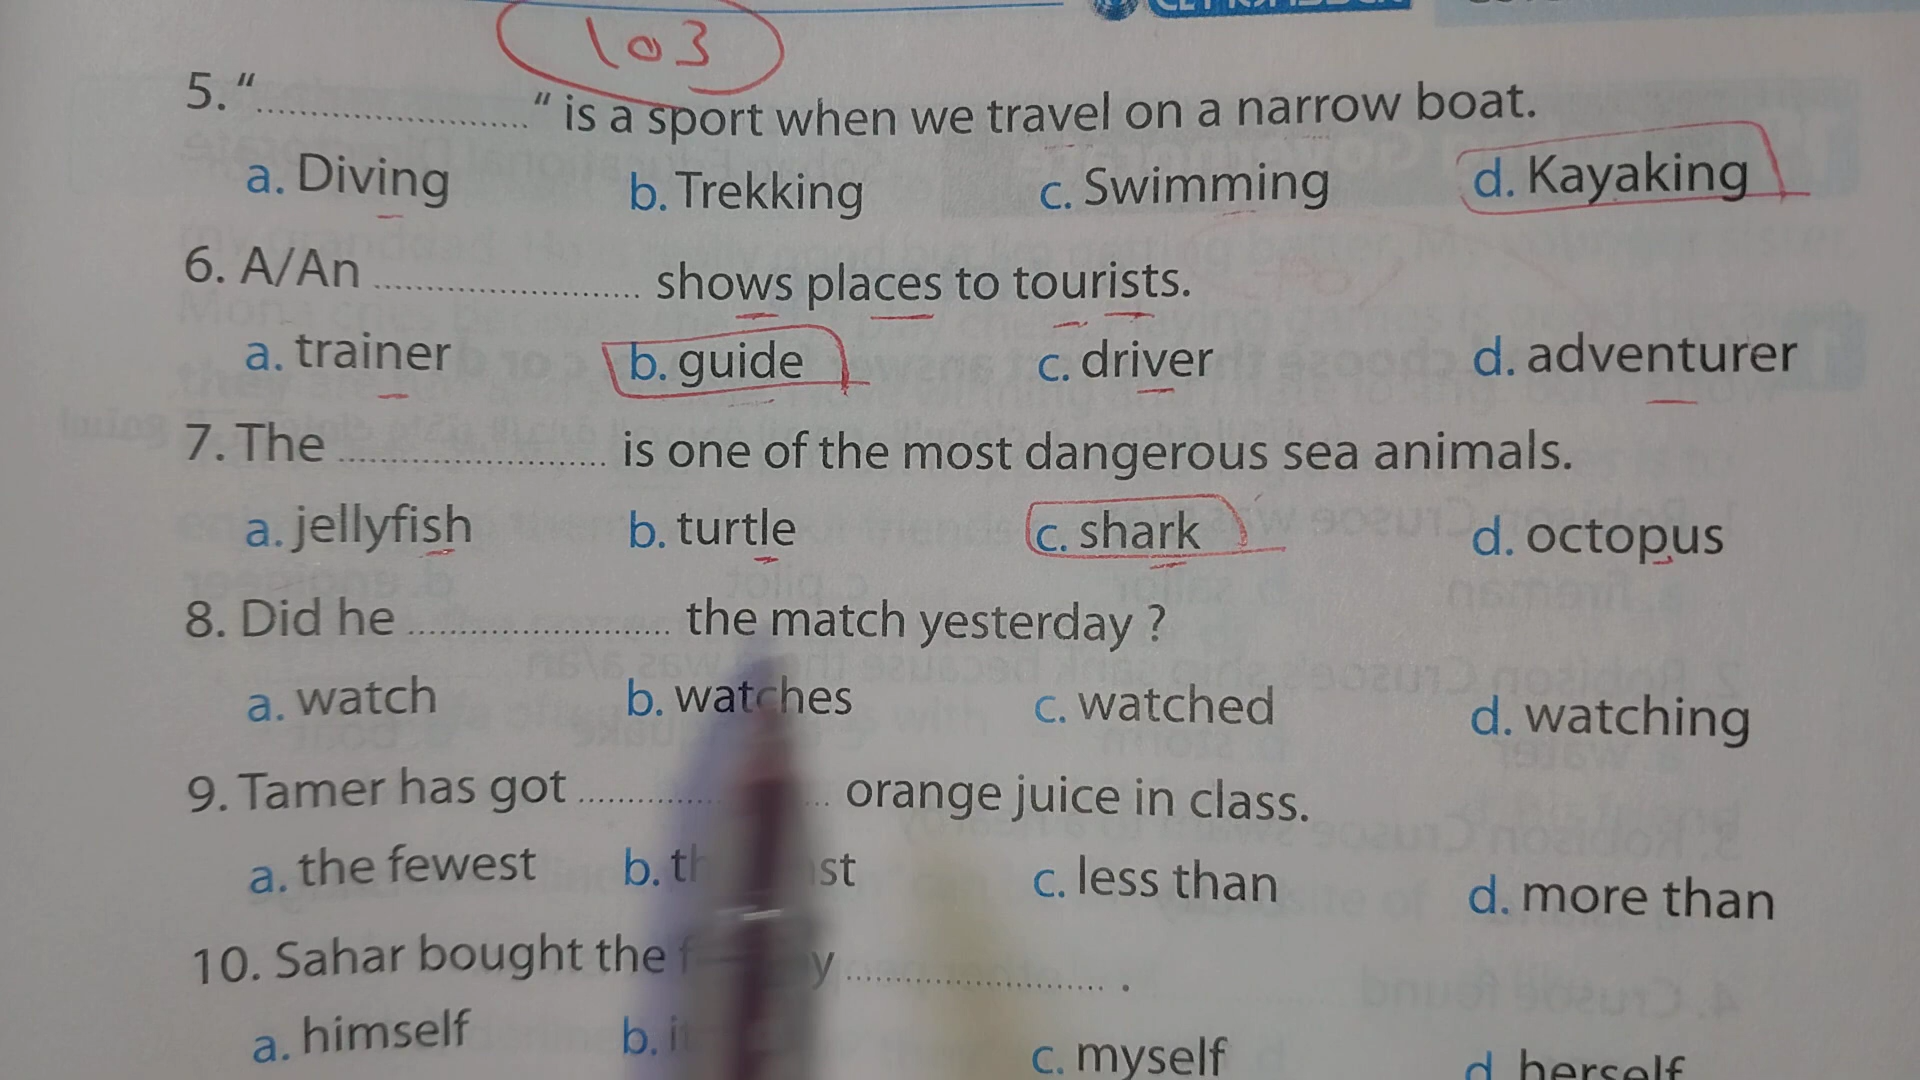 103
5. “........................“ is a sport when we travel on a narrow boat.
a. Diving b. Trekking c. Swimming d. Kayaking
6. A/An ........................ shows places to tourists.
a. trainer b. guide c. driver d. adventurer
7. The ........................ is one of the most dangerous sea animals.
a. jellyfish b. turtle c. shark d. octopus
8. Did he ........................ the match yesterday ?
a. watch b. watches c. watched d. watching
9. Tamer has got ........................ orange juice in class.
a. the fewest b. c. less than d. more than
10. Sahar bought the ........................ .
a. himself b. c. myself d. herself